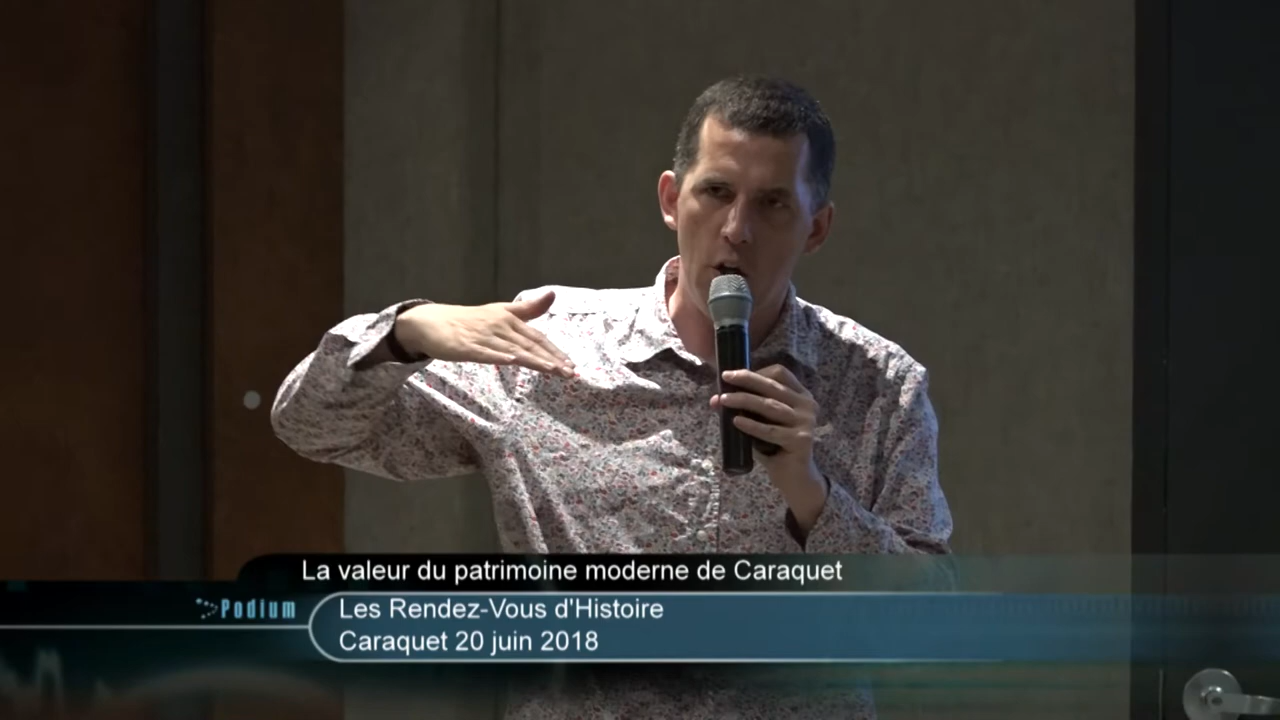 La valeur du patrimoine moderne de Caraquet
Podium
Les Rendez-Vous d'Histoire
Caraquet 20 juin 2018